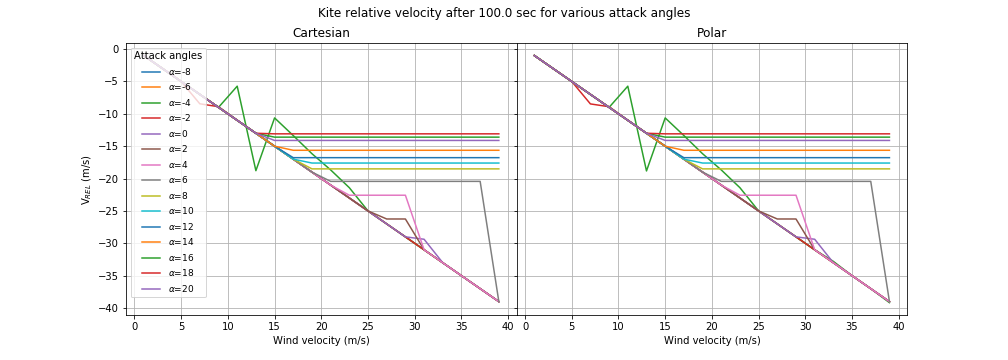 Kite relative velocity after 100.0 sec for various attack angles
Cartesian
Polar
Attack angles
α=-8
α=-6
α=-4
α=-2
α=0
α=2
α=4
α=6
α=8
α=10
α=12
α=14
α=16
α=18
α=20
V_REL (m/s)
0
−5
−10
−15
−20
−25
−30
−35
−40
0 5 10 15 20 25 30 35 40
0 5 10 15 20 25 30 35 40
Wind velocity (m/s)
Wind velocity (m/s)